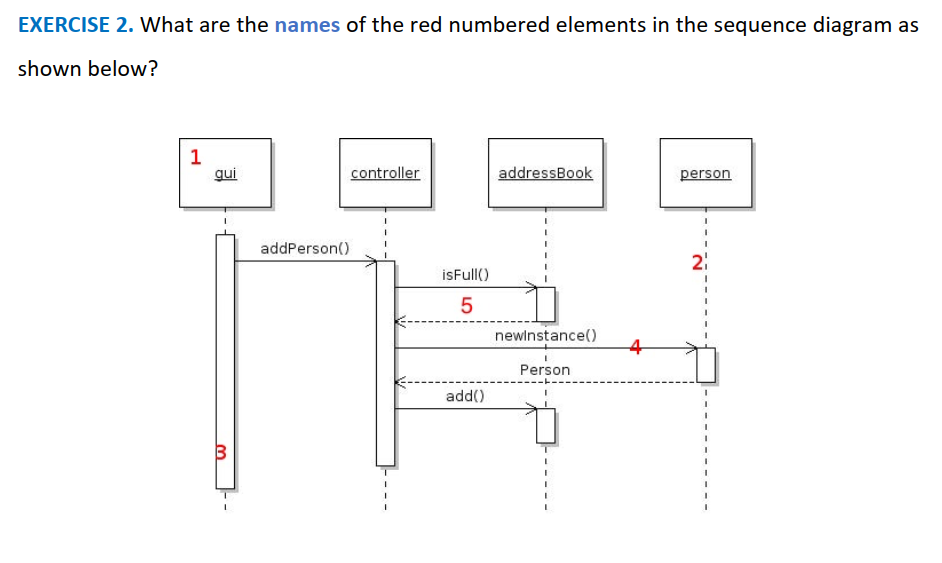 EXERCISE 2. What are the names of the red numbered elements in the sequence diagram as
shown below?
1
gui
controller
addressBook
person
addPerson()
2
isFull()
5
newInstance()
4
Person
add()
3